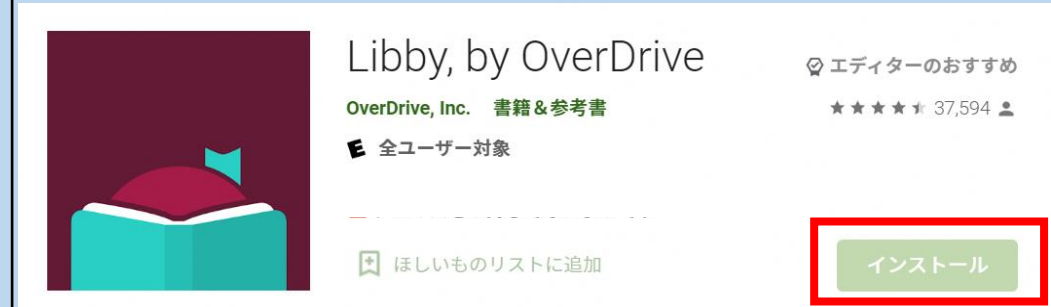 Libby, by OverDrive
エディターのおすすめ
OverDrive, Inc. 書籍&参考書
37,594
E 全ユーザー対象
ほしいものリストに追加
インストール